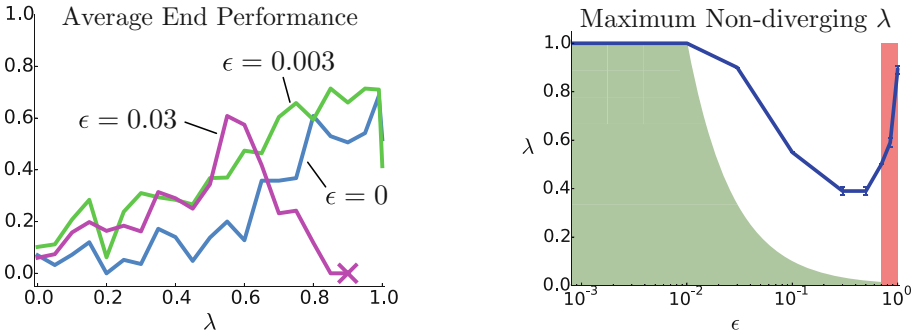 Average End Performance
1.0
0.8
0.6
0.4
0.2
0.0
ϵ = 0.003
ϵ = 0.03
ϵ = 0
0.0 0.2 0.4 0.6 0.8 1.0
λ
Maximum Non-diverging λ
1.0
0.8
0.6
0.4
0.2
0.0
λ
10⁻³ 10⁻² 10⁻¹ 10⁰
ϵ